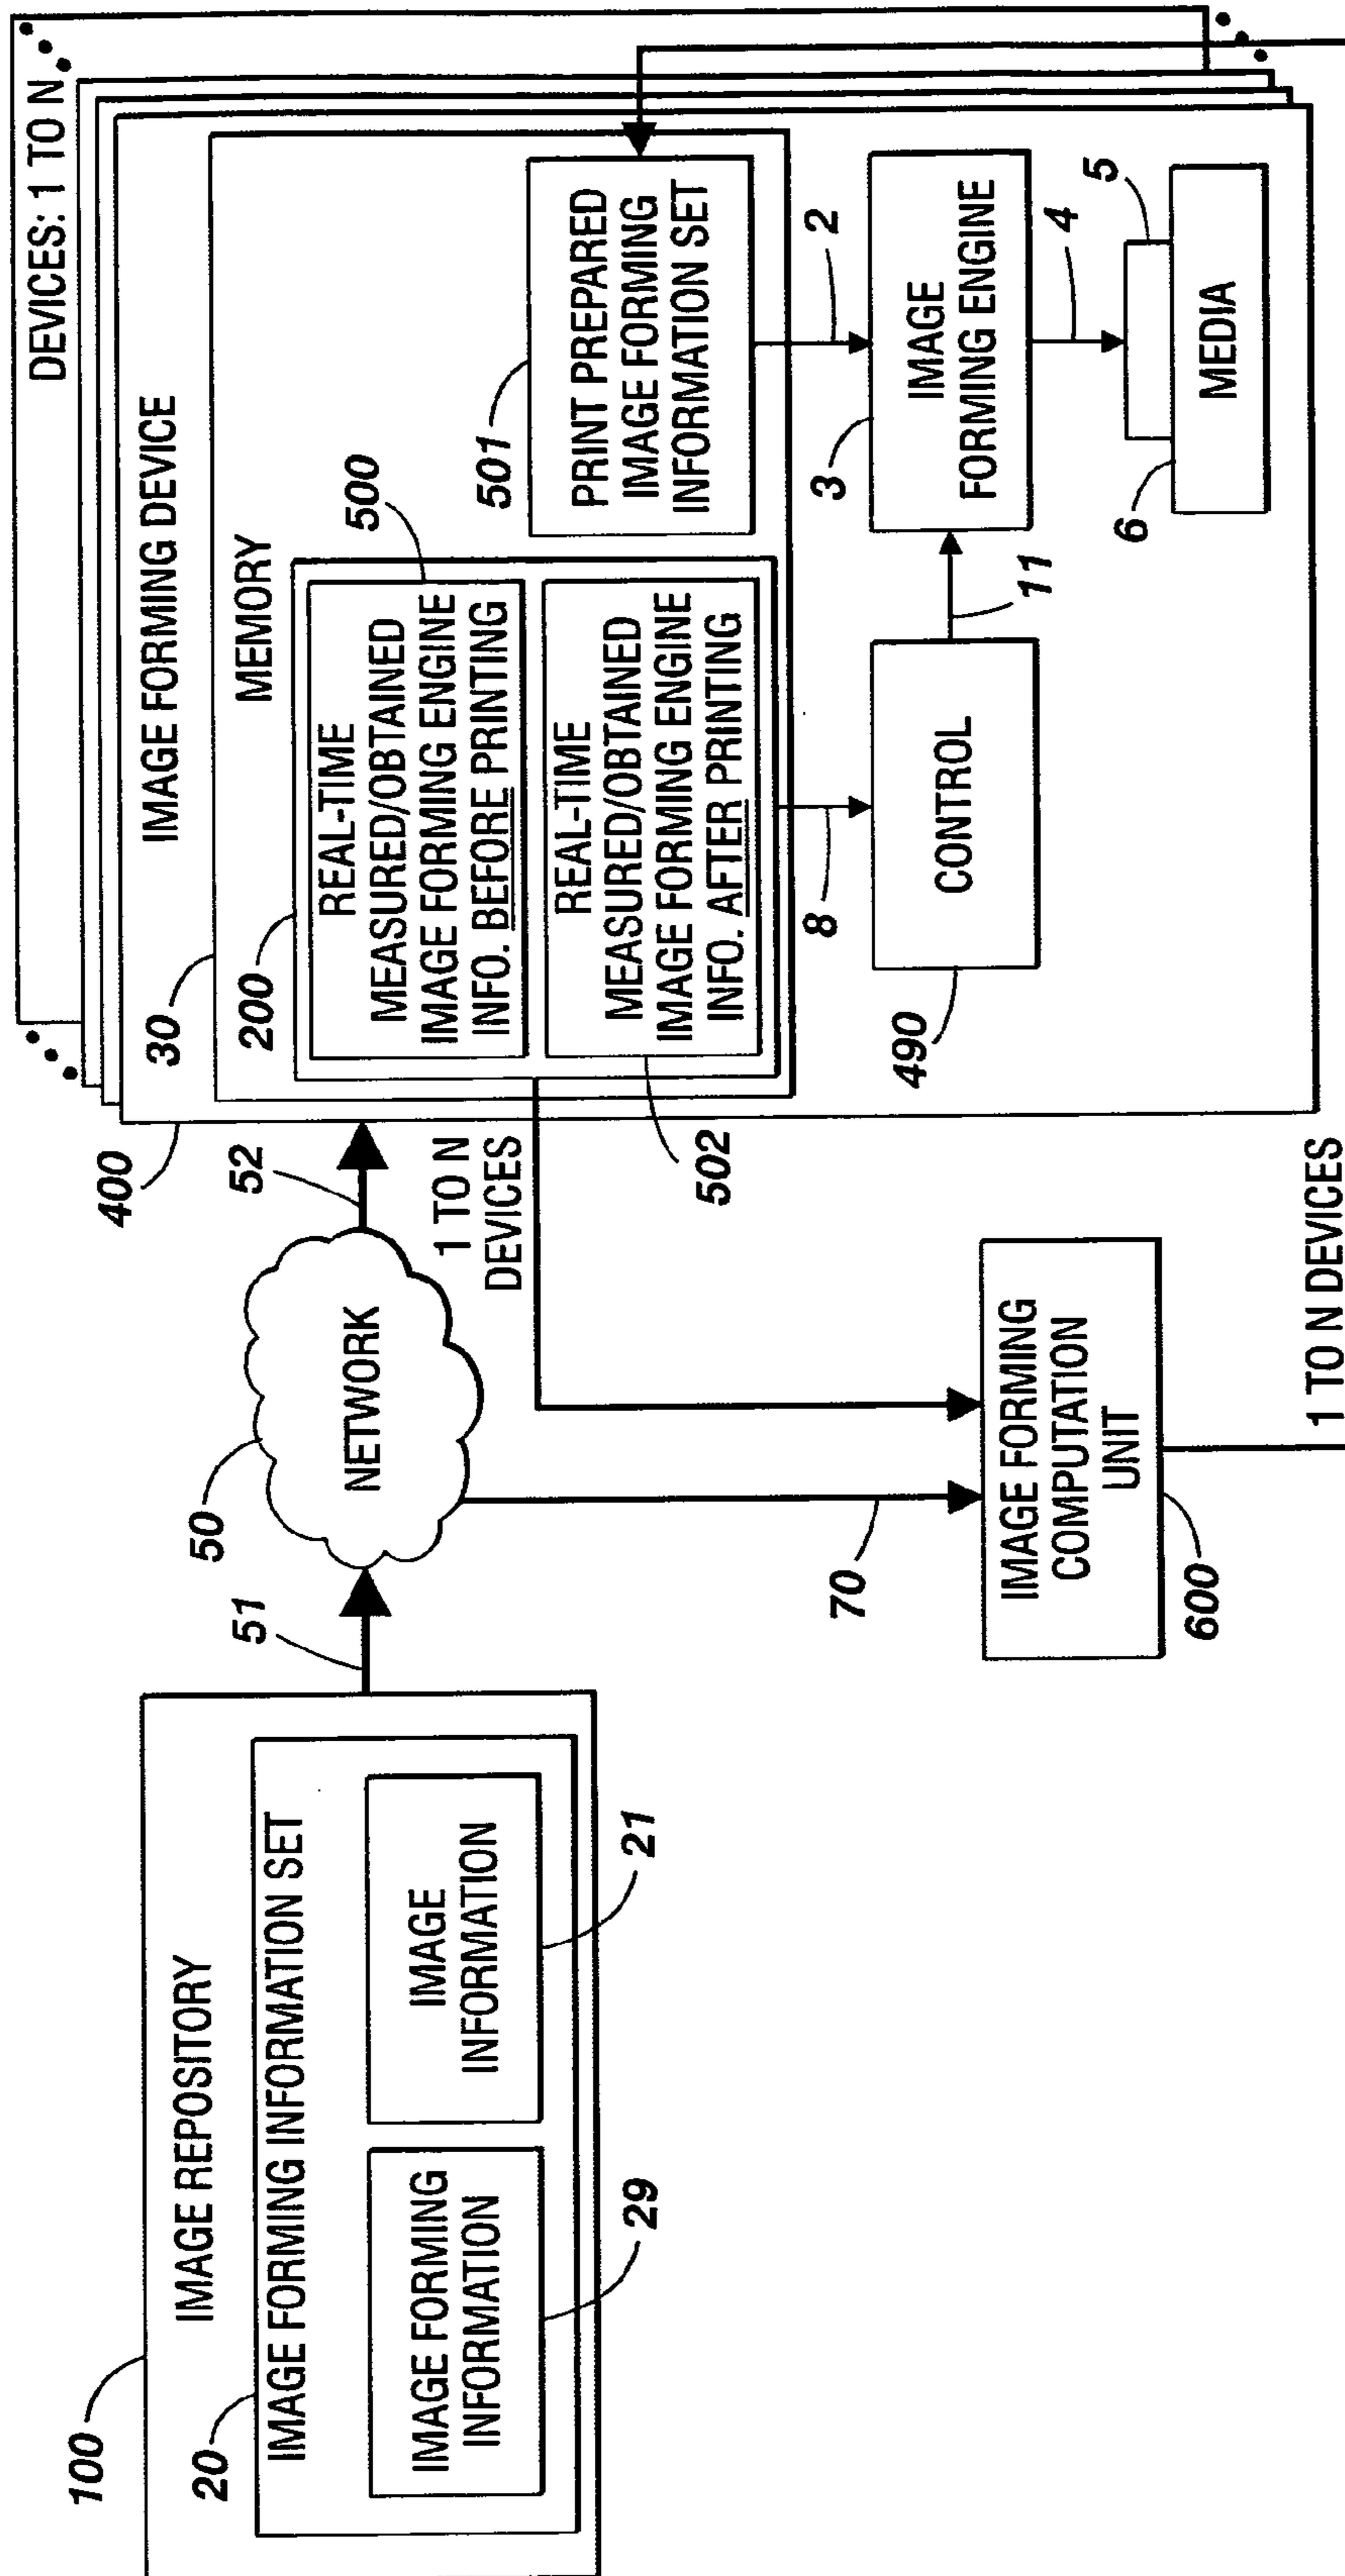 100
IMAGE REPOSITORY
20
IMAGE FORMING INFORMATION SET
IMAGE FORMING
INFORMATION
29
IMAGE
INFORMATION
21
51
50
NETWORK
52
70
1 TO N
DEVICES
IMAGE FORMING
COMPUTATION
UNIT
600
1 TO N DEVICES
DEVICES: 1 TO N
400
IMAGE FORMING DEVICE
30
MEMORY
200
REAL-TIME
MEASURED/OBTAINED
IMAGE FORMING ENGINE
INFO. BEFORE PRINTING
500
REAL-TIME
MEASURED/OBTAINED
IMAGE FORMING ENGINE
INFO. AFTER PRINTING
502
501
PRINT PREPARED
IMAGE FORMING
INFORMATION SET
8
2
490
CONTROL
11
3
IMAGE
FORMING ENGINE
4
5
6
MEDIA